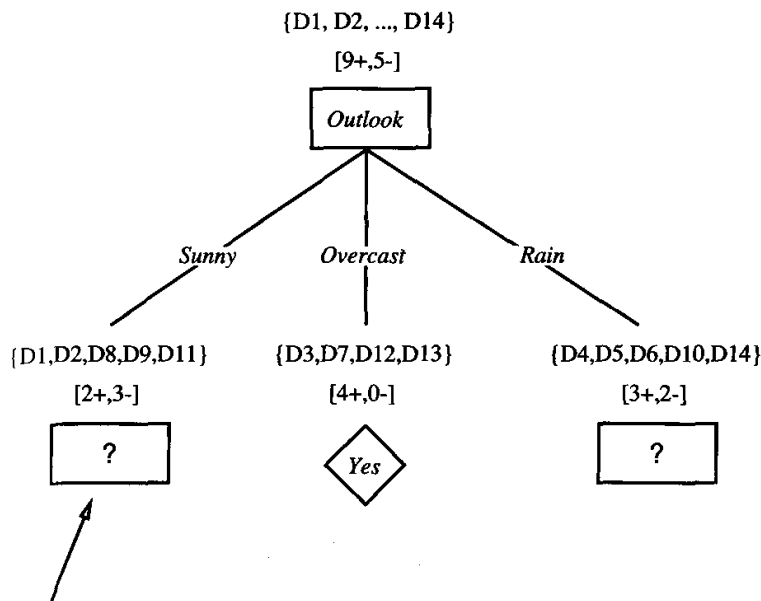 {D1, D2, ..., D14}
[9+,5-]
Outlook
Sunny Overcast Rain
{D1,D2,D8,D9,D11} {D3,D7,D12,D13} {D4,D5,D6,D10,D14}
[2+,3-] [4+,0-] [3+,2-]
? Yes ?